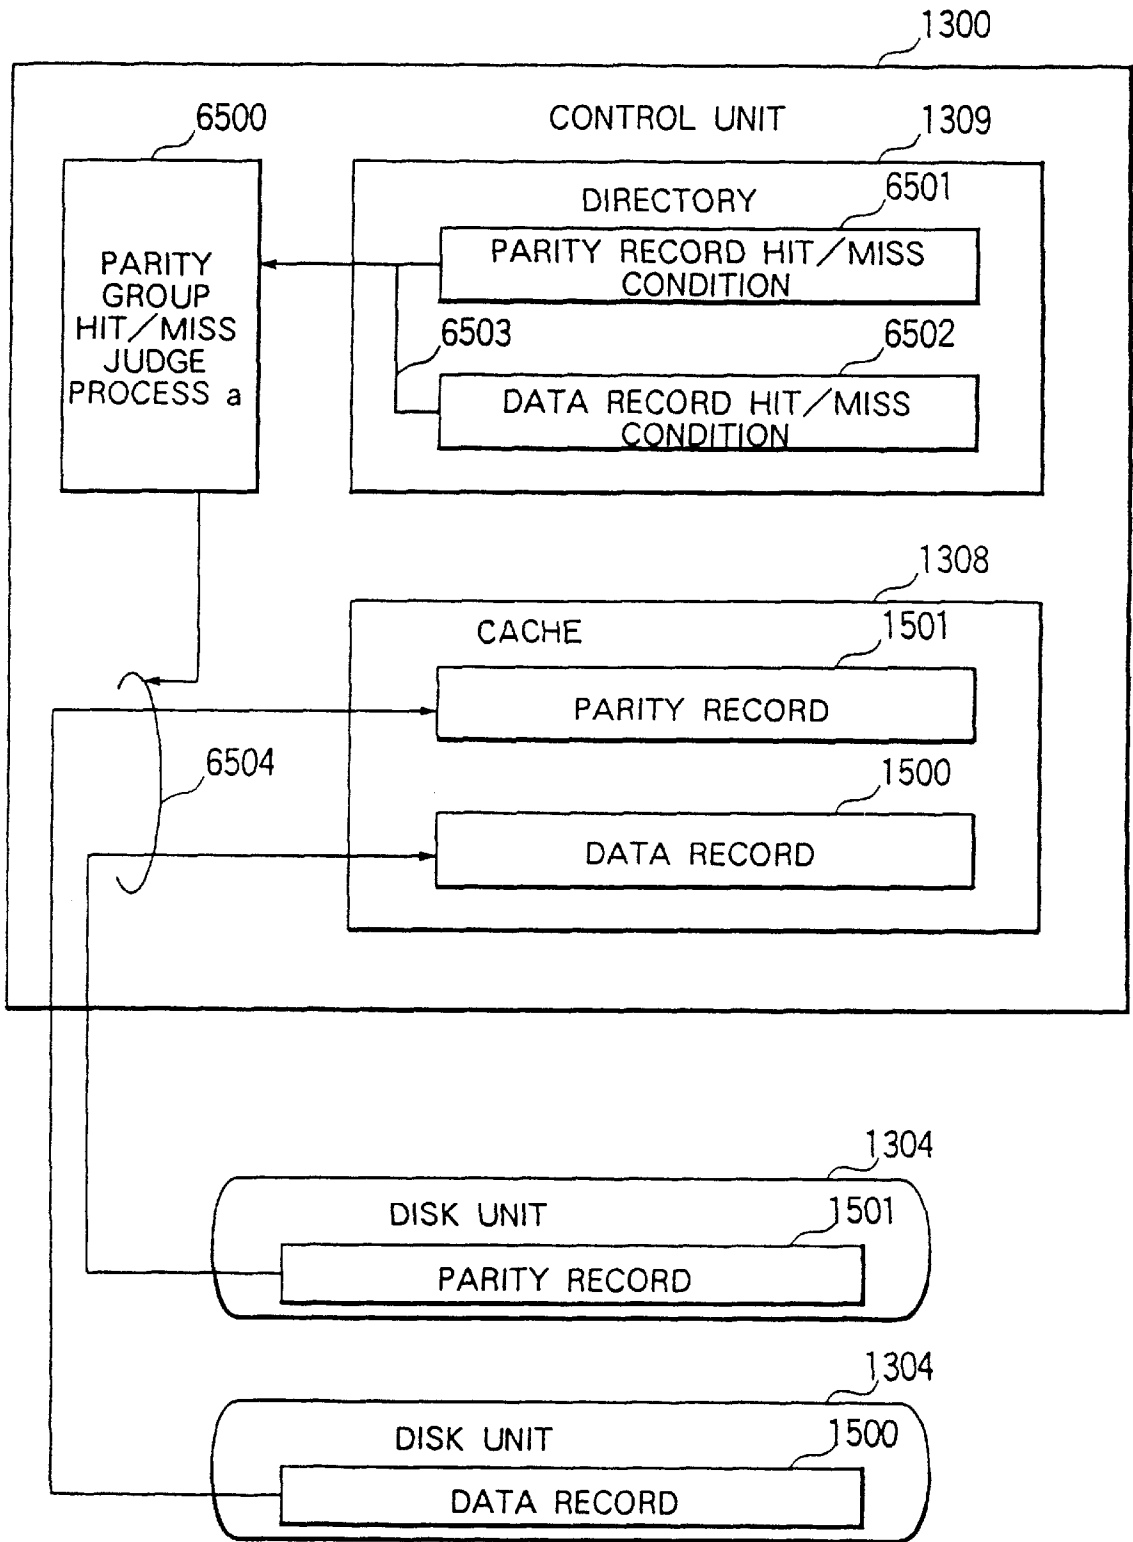 1300
CONTROL UNIT
6500
1309
DIRECTORY
6501
PARITY RECORD HIT/MISS
CONDITION
PARITY
GROUP
HIT/MISS
JUDGE
PROCESS a
6503
6502
DATA RECORD HIT/MISS
CONDITION
1308
CACHE
1501
PARITY RECORD
6504
1500
DATA RECORD
1304
DISK UNIT
1501
PARITY RECORD
1304
DISK UNIT
1500
DATA RECORD